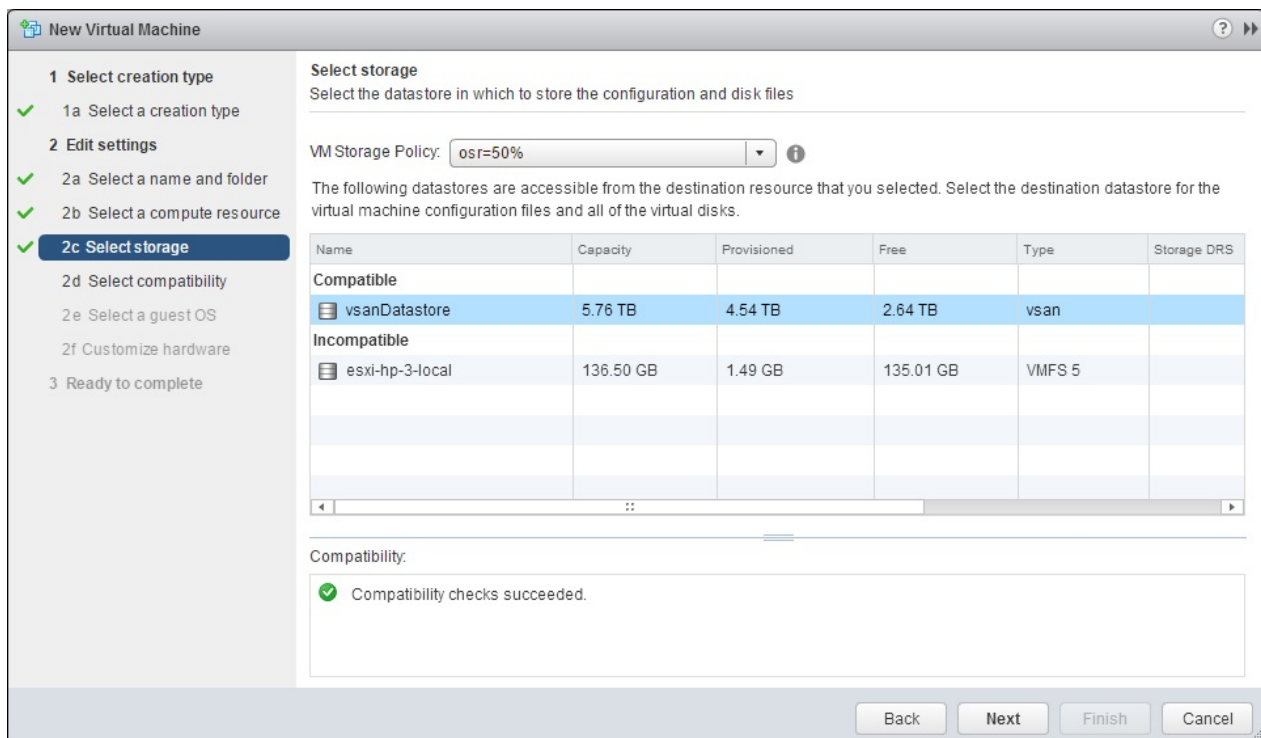 New Virtual Machine
1 Select creation type
1a Select a creation type
2 Edit settings
2a Select a name and folder
2b Select a compute resource
2c Select storage
2d Select compatibility
2e Select a guest OS
2f Customize hardware
3 Ready to complete
Select storage
Select the datastore in which to store the configuration and disk files
VM Storage Policy: osr=50%
The following datastores are accessible from the destination resource that you selected. Select the destination datastore for the
virtual machine configuration files and all of the virtual disks.
Name Capacity Provisioned Free Type Storage DRS
Compatible
vsanDatastore 5.76 TB 4.54 TB 2.64 TB vsan
Incompatible
esxi-hp-3-local 136.50 GB 1.49 GB 135.01 GB VMFS 5
Compatibility:
Compatibility checks succeeded.
Back Next Finish Cancel